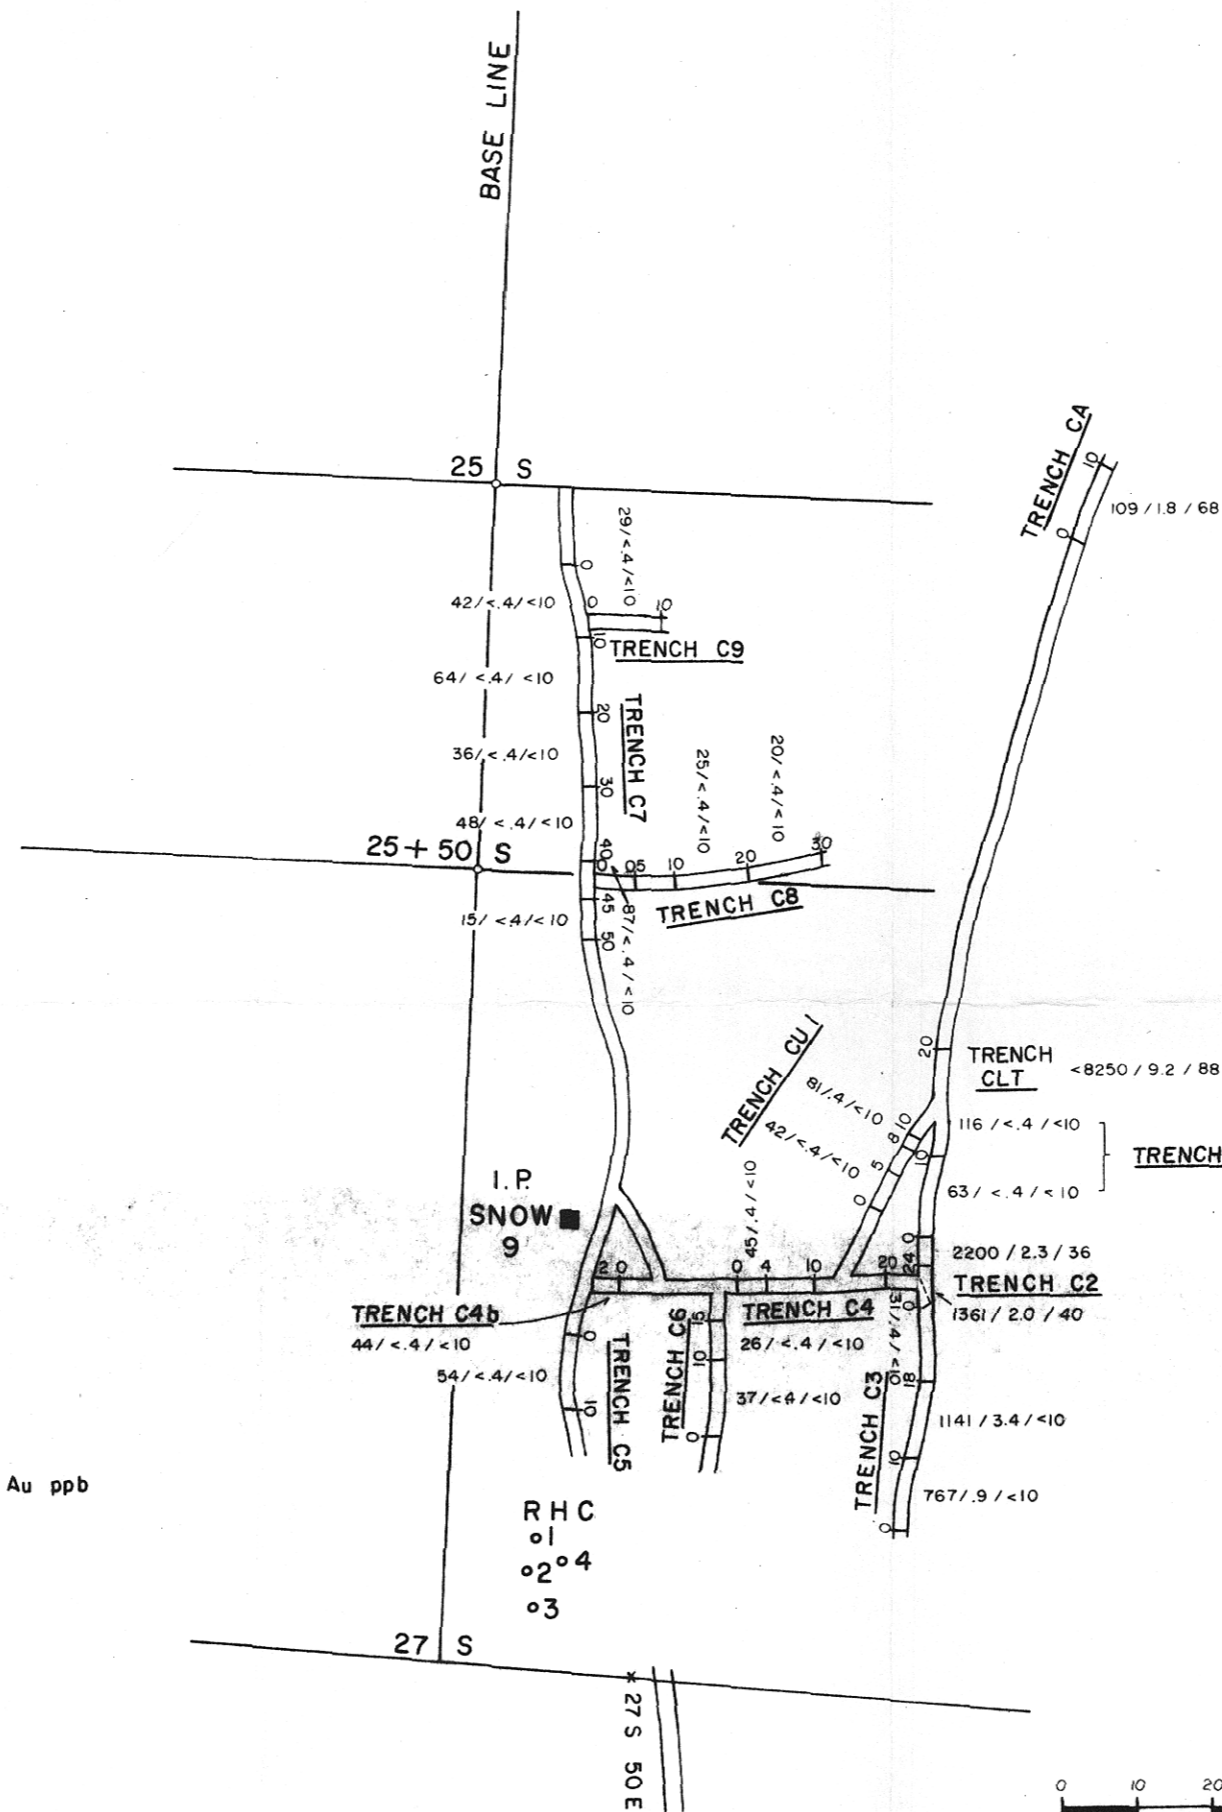 BASE LINE
TRENCH CA
10
0
109 / 1.8 / 68
25 S
29/<.4/<10
0
42/<.4/<10
0 10
10
TRENCH C9
64/ <.4/ <10
20
TRENCH C7
36/<.4/<10
30
25/<.4/<10
20/<.4/<10
48/ <.4/<10
40
25 + 50 S
0 05 10 20 30
TRENCH C8
45
15/ <.4/<10
50
87/<.4/<10
20
TRENCH
CLT
<8250 / 9.2 / 88
TRENCH CU 1
81/.4/<10
42/<.4/<10
10
8
5
0
116 / <.4 / <10
10
TRENCH
63/ <.4 / <10
I.P.
SNOW
9
45/.4/<10
0
24
2200 / 2.3 / 36
TRENCH C2
1361 / 2.0 / 40
2 0
0 4 10 20
0
TRENCH C4b
44/<.4/<10
TRENCH C4
31/.4/<10
26/<.4/<10
0
54/<.4/<10
10
TRENCH C5
TRENCH C6
15
10
0
37/<4/<10
TRENCH C3
18
1141 / 3.4 / <10
10
767/.9/<10
0
Au ppb
RHC
1
2 4
3
27 S
27 S 50 E
0 10 20